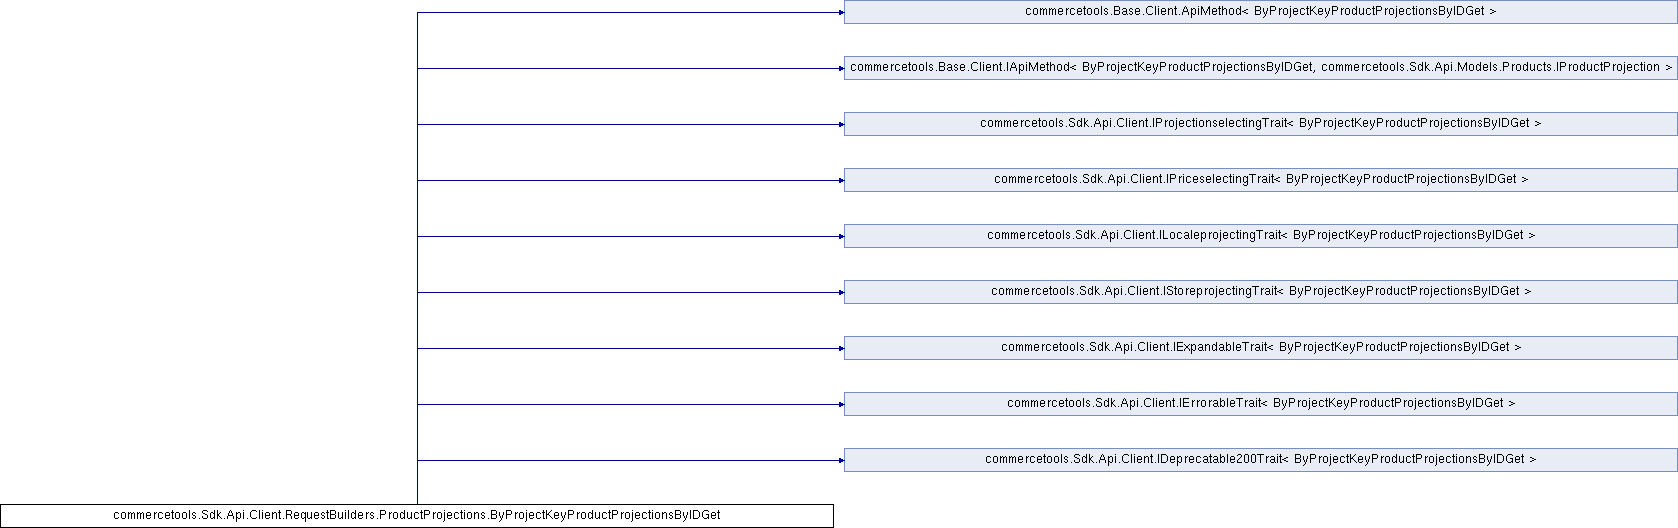 commercetools.Base.Client.ApiMethod< ByProjectKeyProductProjectionsByIDGet >
commercetools.Base.Client.IApiMethod< ByProjectKeyProductProjectionsByIDGet, commercetools.Sdk.Api.Models.Products.IProductProjection >
commercetools.Sdk.Api.Client.IProjectionselectingTrait< ByProjectKeyProductProjectionsByIDGet >
commercetools.Sdk.Api.Client.IPriceselectingTrait< ByProjectKeyProductProjectionsByIDGet >
commercetools.Sdk.Api.Client.ILocaleprojectingTrait< ByProjectKeyProductProjectionsByIDGet >
commercetools.Sdk.Api.Client.IStoreprojectingTrait< ByProjectKeyProductProjectionsByIDGet >
commercetools.Sdk.Api.Client.IExpandableTrait< ByProjectKeyProductProjectionsByIDGet >
commercetools.Sdk.Api.Client.IErrorableTrait< ByProjectKeyProductProjectionsByIDGet >
commercetools.Sdk.Api.Client.IDeprecatable200Trait< ByProjectKeyProductProjectionsByIDGet >
commercetools.Sdk.Api.Client.RequestBuilders.ProductProjections.ByProjectKeyProductProjectionsByIDGet